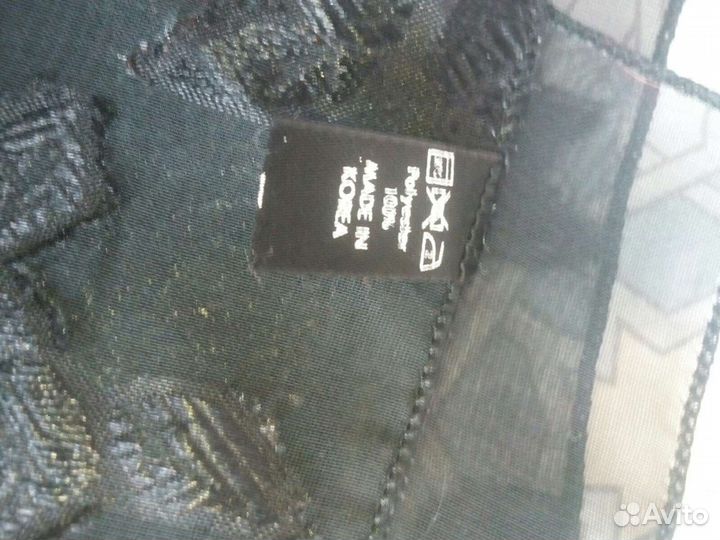 Polyester
100%
MADE IN
KOREA
Avito